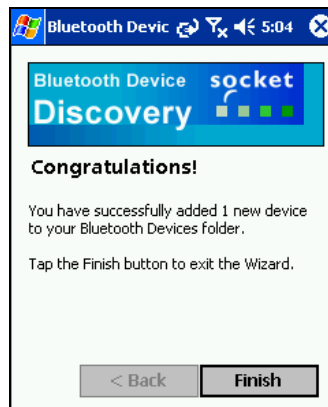 Bluetooth Devic 5:04
Bluetooth Device
socket
Discovery
Congratulations!
You have successfully added 1 new device
to your Bluetooth Devices folder.
Tap the Finish button to exit the Wizard.
< Back Finish